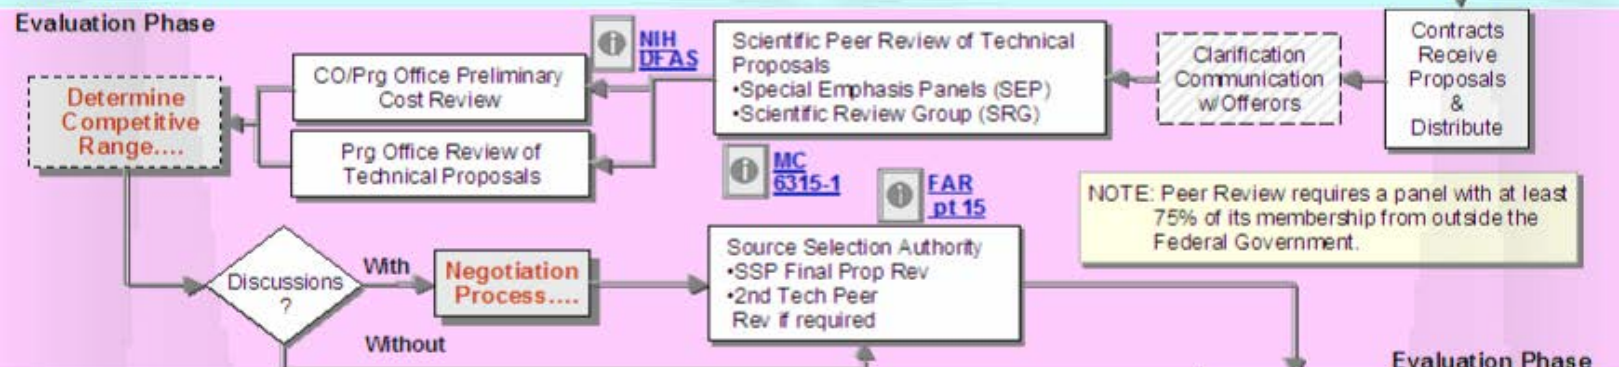 Evaluation Phase
Contracts
Receive
Proposals
&
Distribute
Clarification
Communication
w/Offerors
Scientific Peer Review of Technical
Proposals
•Special Emphasis Panels (SEP)
•Scientific Review Group (SRG)
NIH
DFAS
CO/Prg Office Preliminary
Cost Review
Prg Office Review of
Technical Proposals
Determine
Competitive
Range....
MC
6315-1
FAR
pt 15
NOTE: Peer Review requires a panel with at least
75% of its membership from outside the
Federal Government.
Discussions
?
With
Without
Negotiation
Process....
Source Selection Authority
•SSP Final Prop Rev
•2nd Tech Peer
Rev if required
Evaluation Phase